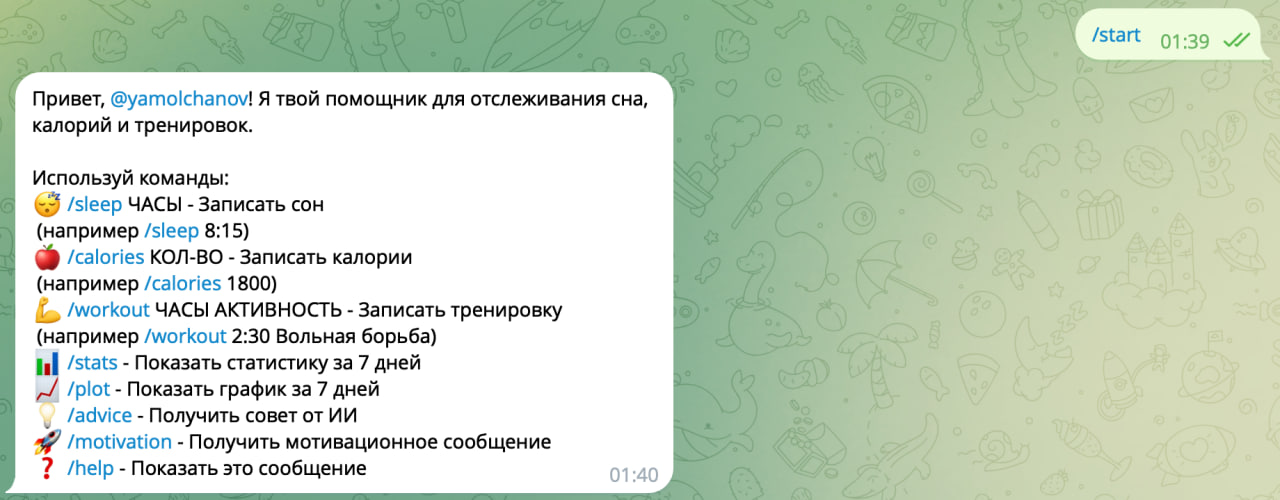 /start 01:39
Привет, @yamolchanov! Я твой помощник для отслеживания сна,
калорий и тренировок.
Используй команды:
😴 /sleep ЧАСЫ - Записать сон
(например /sleep 8:15)
🍎 /calories КОЛ-ВО - Записать калории
(например /calories 1800)
💪 /workout ЧАСЫ АКТИВНОСТЬ - Записать тренировку
(например /workout 2:30 Вольная борьба)
📊 /stats - Показать статистику за 7 дней
📈 /plot - Показать график за 7 дней
💡 /advice - Получить совет от ИИ
🚀 /motivation - Получить мотивационное сообщение
❓ /help - Показать это сообщение
01:40